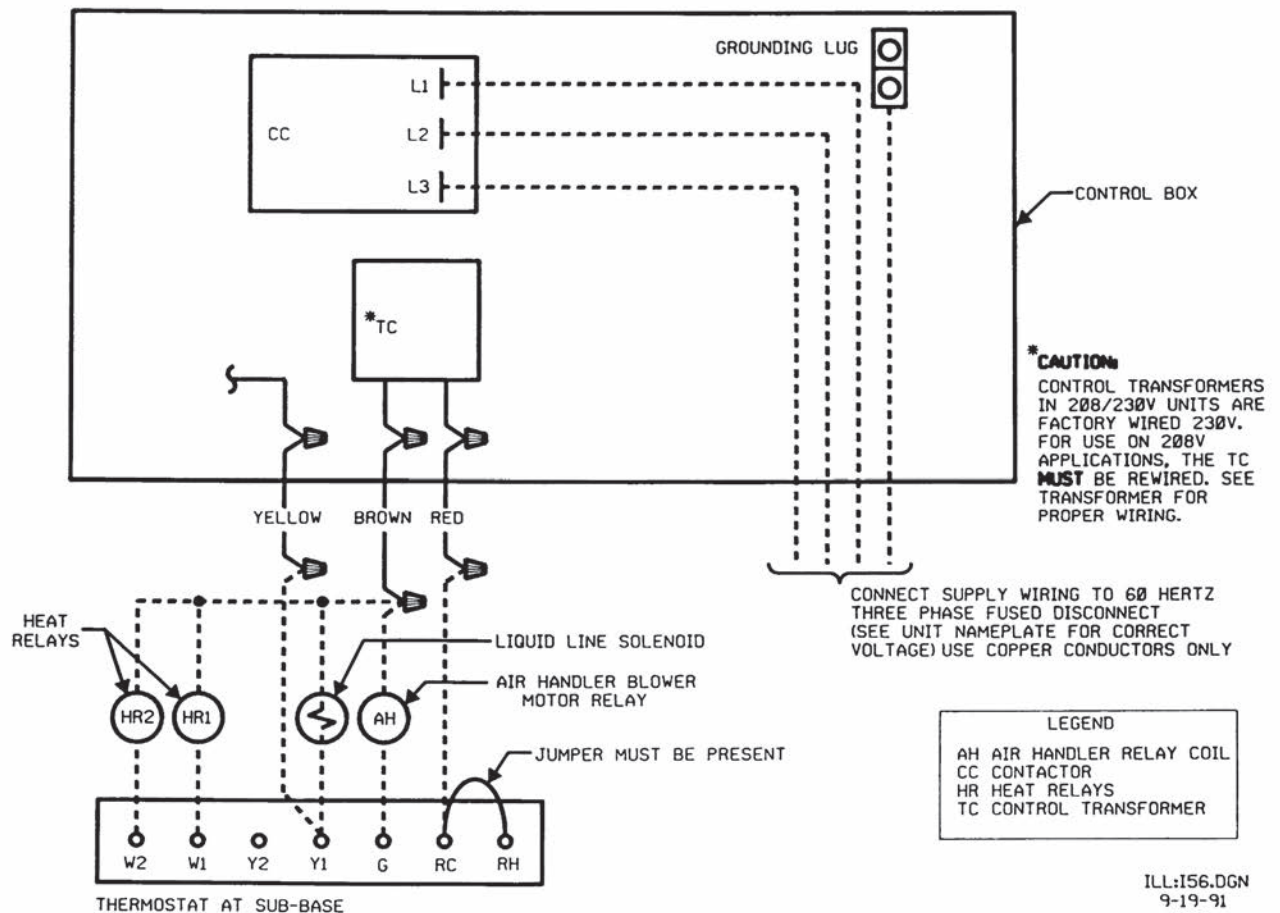 GROUNDING LUG
L1
CC
L2
L3
CONTROL BOX
*TC
*CAUTION:
CONTROL TRANSFORMERS
IN 208/230V UNITS ARE
FACTORY WIRED 230V.
FOR USE ON 208V
APPLICATIONS, THE TC
MUST BE REWIRED. SEE
TRANSFORMER FOR
PROPER WIRING.
YELLOW
BROWN
RED
CONNECT SUPPLY WIRING TO 60 HERTZ
THREE PHASE FUSED DISCONNECT
(SEE UNIT NAMEPLATE FOR CORRECT
VOLTAGE) USE COPPER CONDUCTORS ONLY
HEAT
RELAYS
LIQUID LINE SOLENOID
AIR HANDLER BLOWER
MOTOR RELAY
HR2
HR1
AH
JUMPER MUST BE PRESENT
W2
W1
Y2
Y1
G
RC
RH
THERMOSTAT AT SUB-BASE
LEGEND
AH AIR HANDLER RELAY COIL
CC CONTACTOR
HR HEAT RELAYS
TC CONTROL TRANSFORMER
ILL:I56.DGN
9-19-91